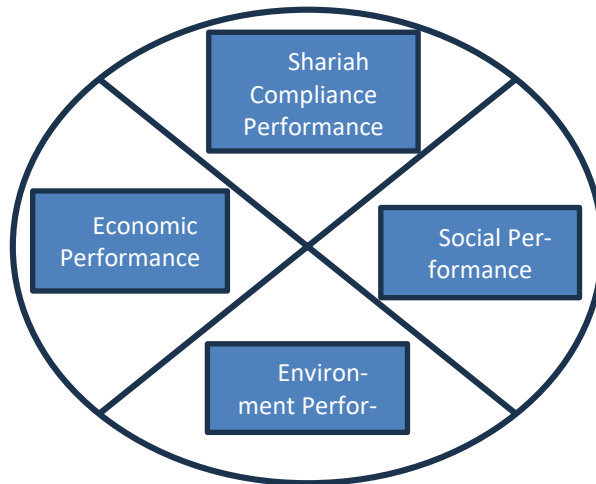 Shariah
Compliance
Performance
Economic
Performance
Social Per-
formance
Environ-
ment Perfor-